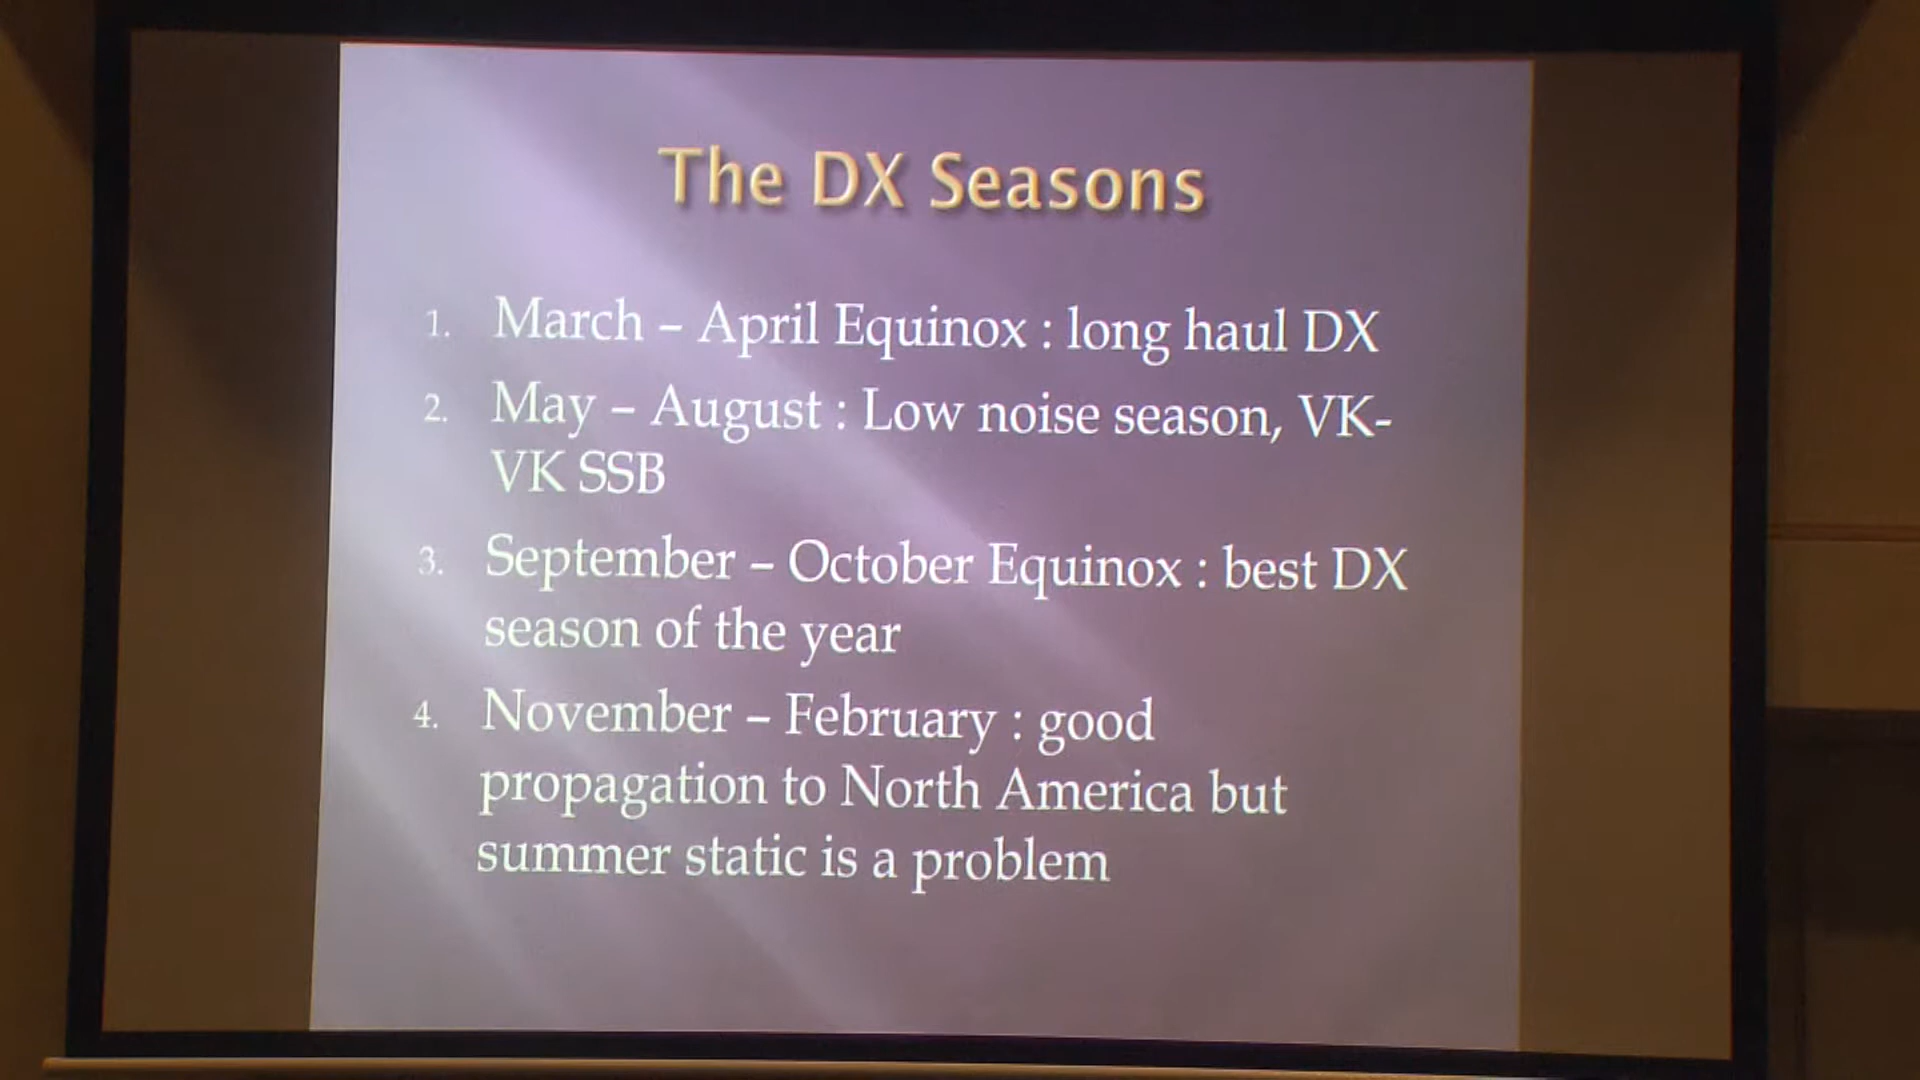 The DX Seasons
1. March – April Equinox : long haul DX
2. May – August : Low noise season, VK-
VK SSB
3. September – October Equinox : best DX
season of the year
4. November – February : good
propagation to North America but
summer static is a problem